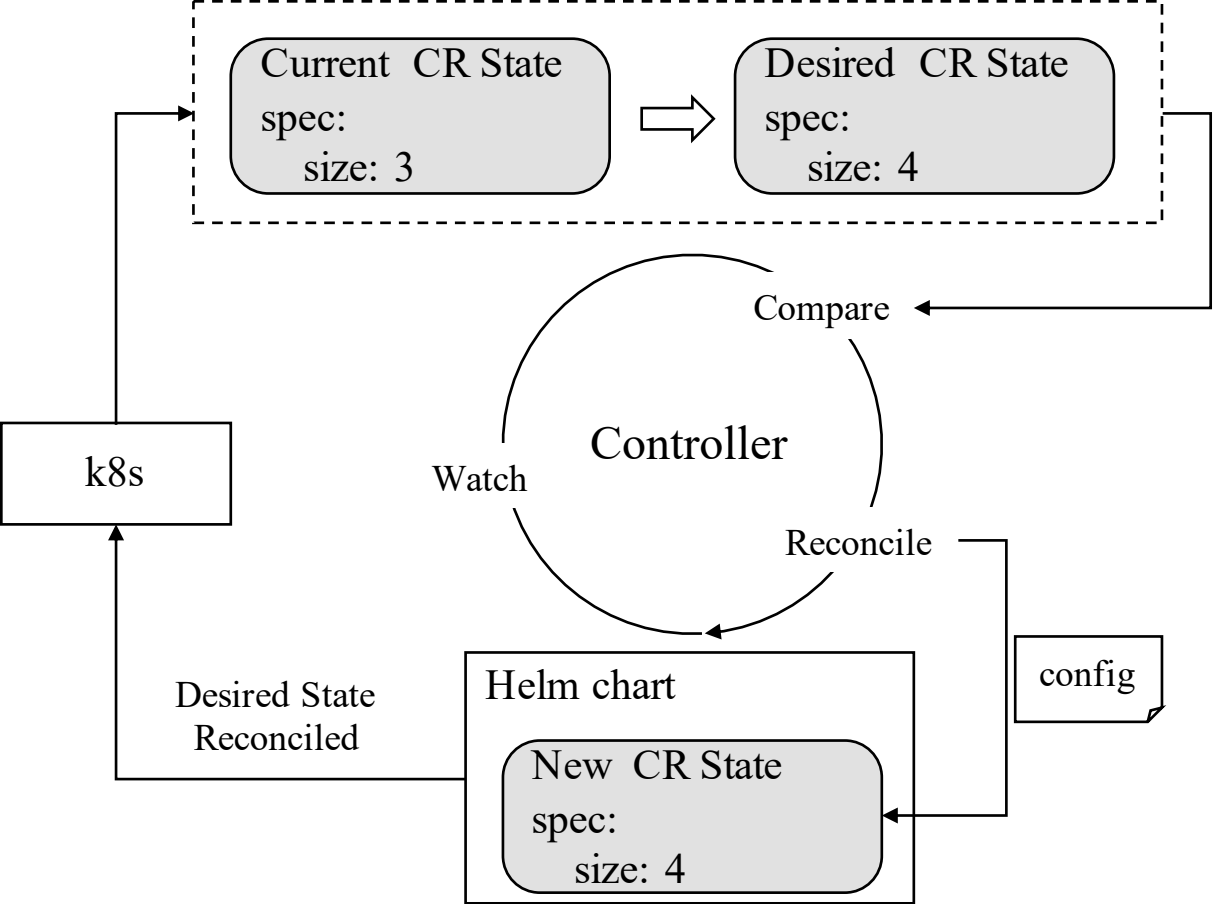 Current CR State
spec:
size: 3
Desired CR State
spec:
size: 4
Compare
Controller
Watch
k8s
Reconcile
config
Helm chart
Desired State
Reconciled
New CR State
spec:
size: 4